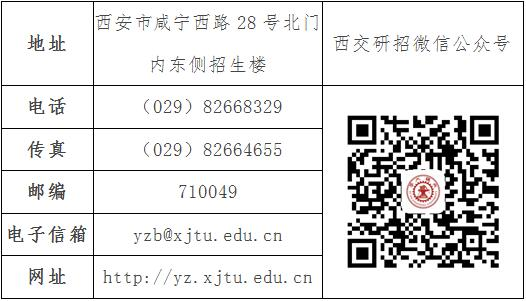 地址
西安市咸宁西路 28 号北门
内东侧招生楼
西交研招微信公众号
电话
（029）82668329
传真
（029）82664655
邮编
710049
电子信箱
yzb@xjtu.edu.cn
网址
http://yz.xjtu.edu.cn